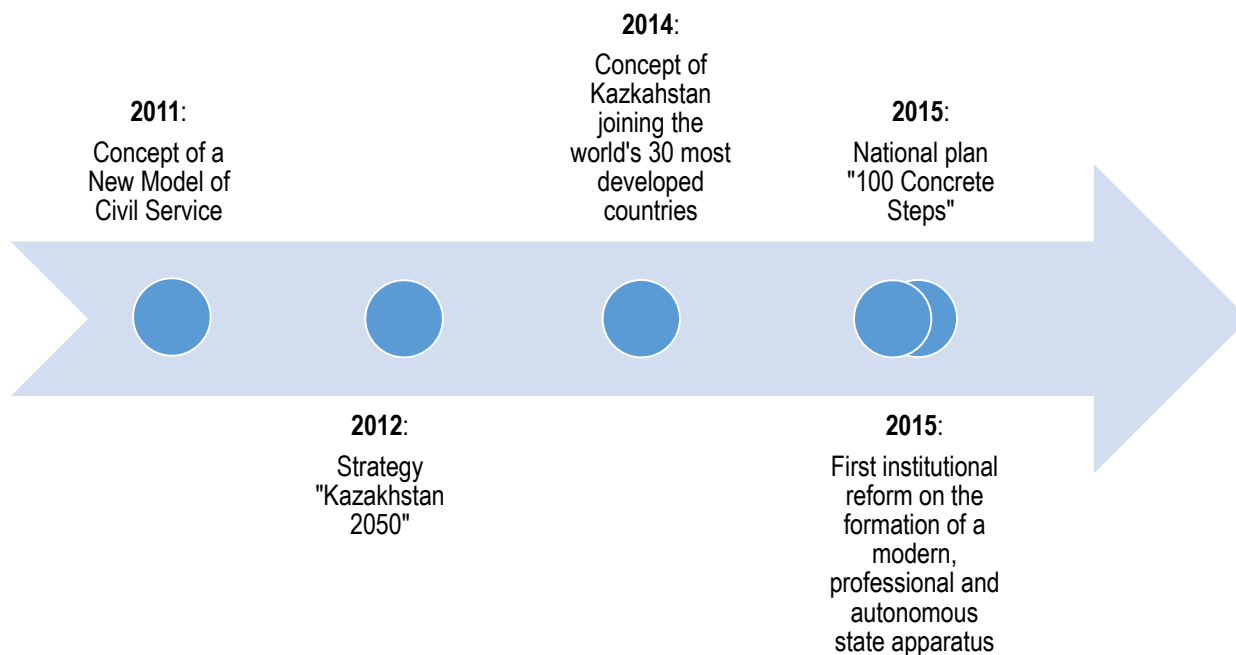 2011:
Concept of a
New Model of
Civil Service
2012:
Strategy
"Kazakhstan
2050"
2014:
Concept of
Kazkahstan
joining the
world's 30 most
developed
countries
2015:
National plan
"100 Concrete
Steps"
2015:
First institutional
reform on the
formation of a
modern,
professional and
autonomous
state apparatus